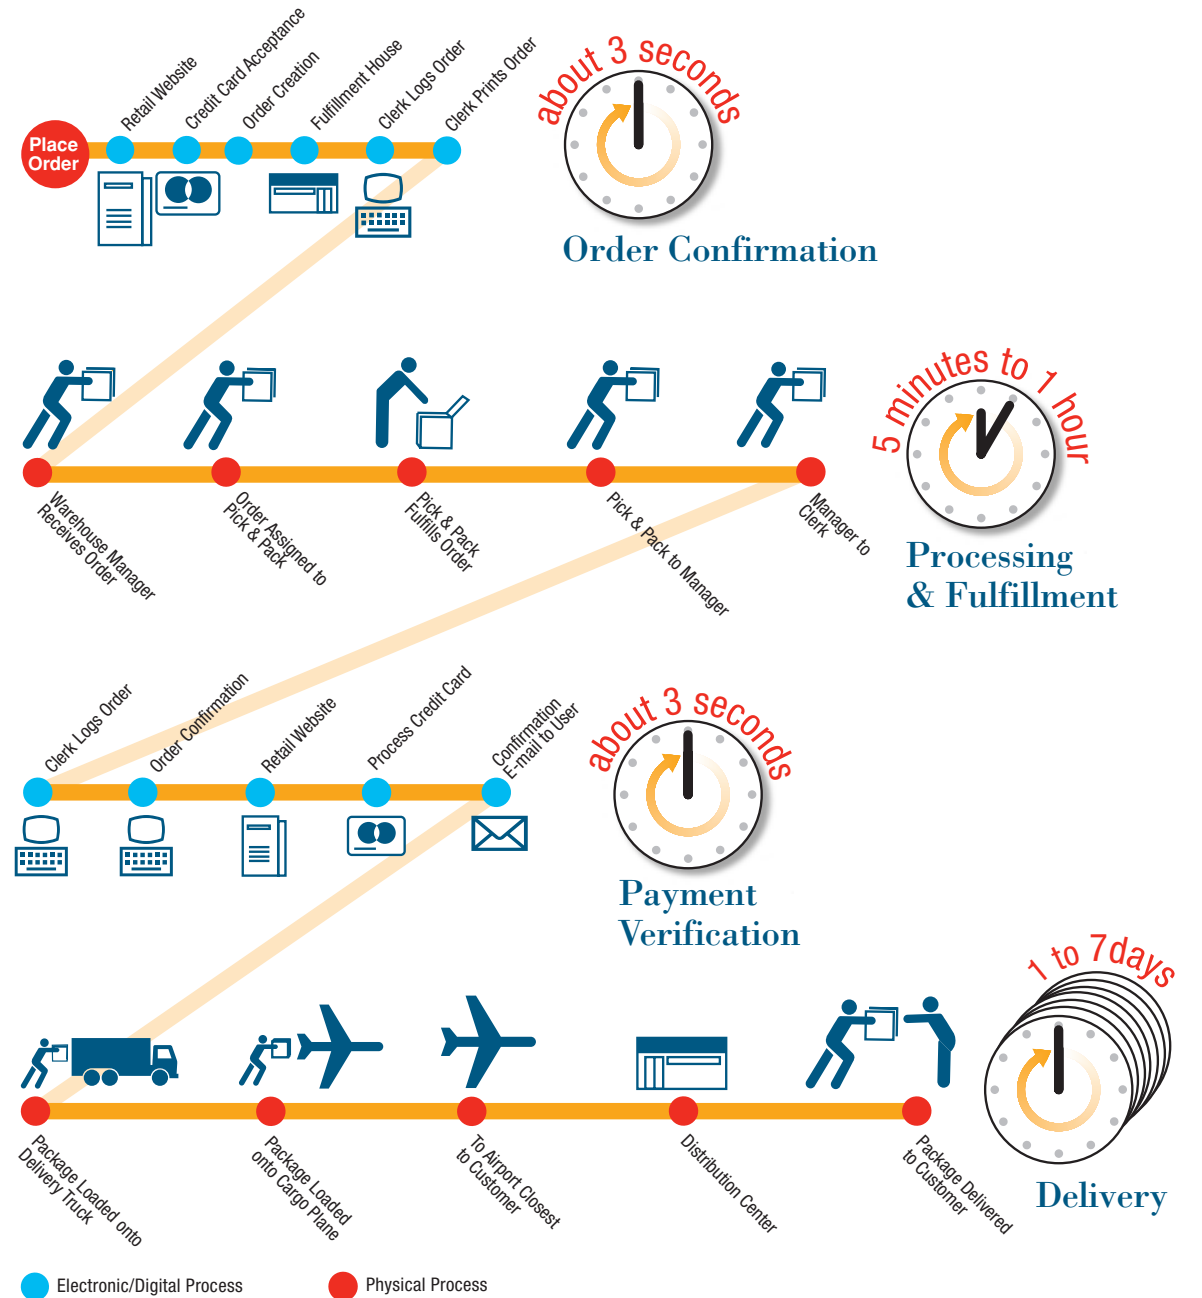 Retail Website
Credit Card Acceptance
Order Creation
Fulfillment House
Clerk Logs Order
Clerk Prints Order
about 3 seconds
Place
Order
Order Confirmation
5 minutes to 1 hour
Warehouse Manager
Receives Order
Order Assigned to
Pick & Pack
Pick & Pack
Fulfills Order
Pick & Pack to Manager
Manager to
Clerk
Processing
& Fulfillment
Clerk Logs Order
Order Confirmation
Retail Website
Process Credit Card
Confirmation
E-mail to User
about 3 seconds
Payment
Verification
1 to 7days
Package Loaded onto
Delivery Truck
Package Loaded
onto Cargo Plane
To Airport Closest
to Customer
Distribution Center
Package Delivered
to Customer
Delivery
Electronic/Digital Process
Physical Process